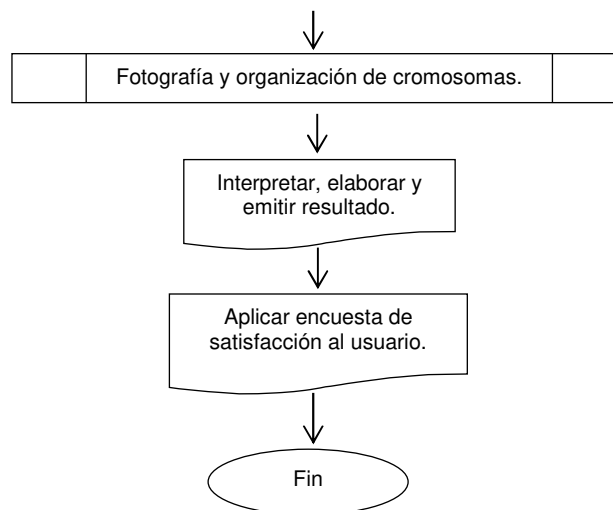 Fotografía y organización de cromosomas.
Interpretar, elaborar y
emitir resultado.
Aplicar encuesta de
satisfacción al usuario.
Fin